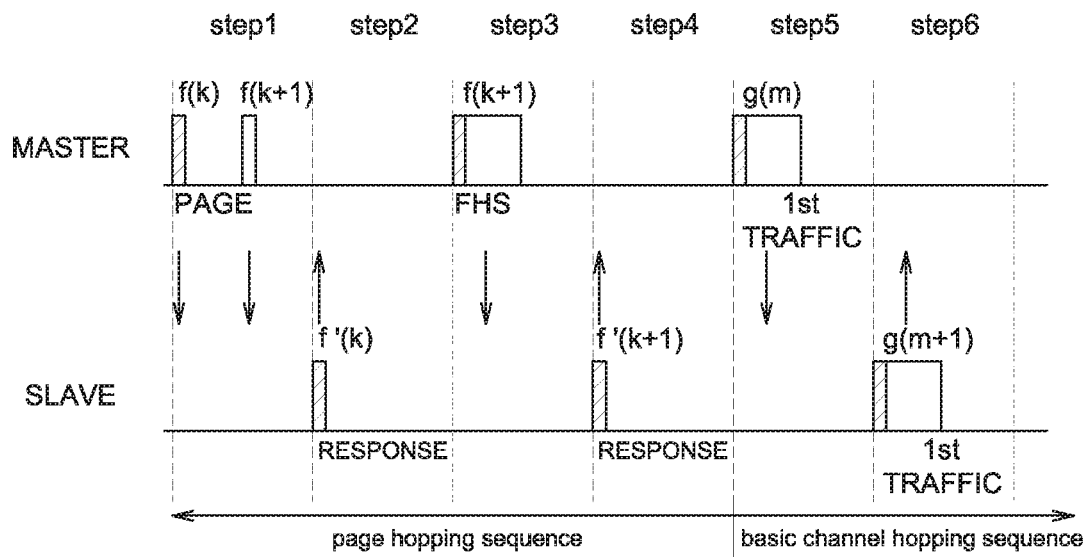 step1 step2 step3 step4 step5 step6
f(k) f(k+1) f(k+1) g(m)
MASTER
PAGE FHS 1st
TRAFFIC
f '(k) f '(k+1) g(m+1)
SLAVE
RESPONSE RESPONSE 1st
TRAFFIC
page hopping sequence basic channel hopping sequence